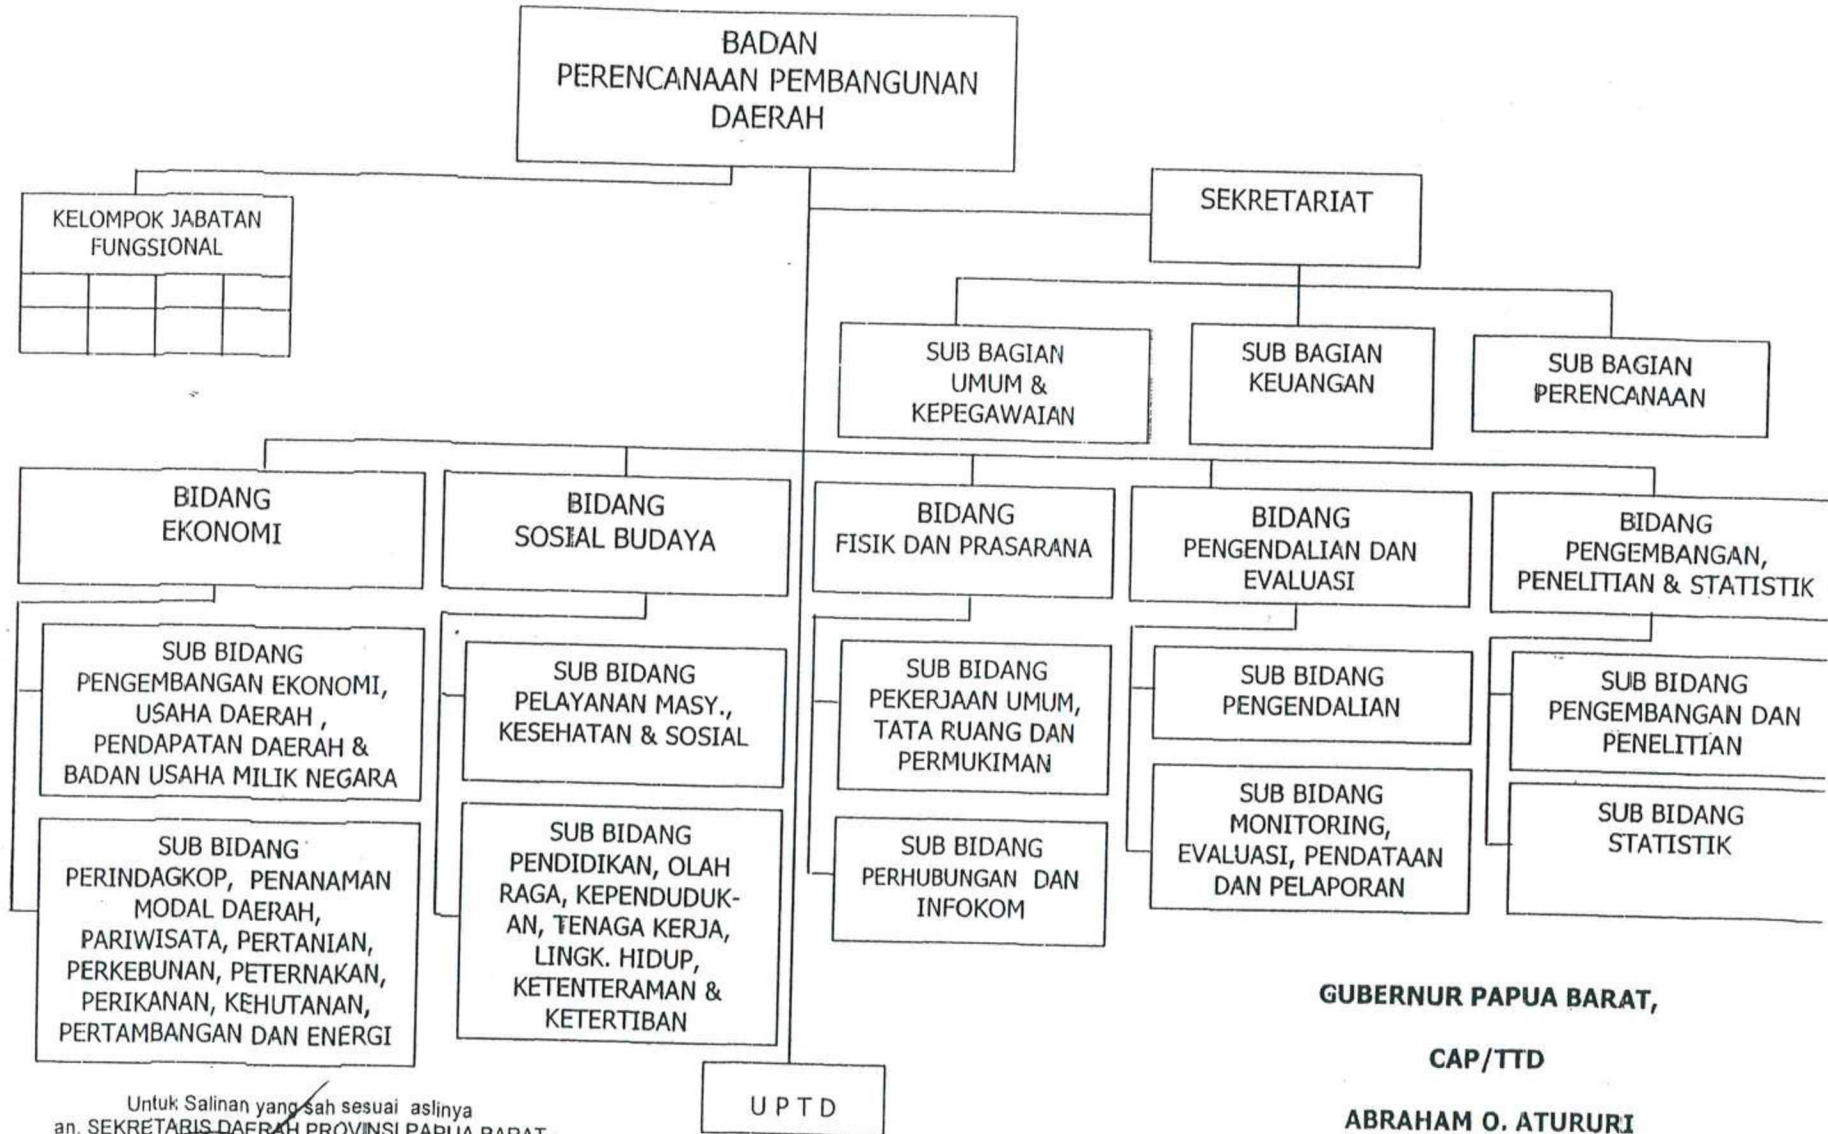 BADAN
PERENCANAAN PEMBANGUNAN
DAERAH
KELOMPOK JABATAN
FUNGSIONAL
SEKRETARIAT
SUB BAGIAN
UMUM &
KEPEGAWAIAN
SUB BAGIAN
KEUANGAN
SUB BAGIAN
PERENCANAAN
BIDANG
EKONOMI
BIDANG
SOSIAL BUDAYA
BIDANG
FISIK DAN PRASARANA
BIDANG
PENGENDALIAN DAN
EVALUASI
BIDANG
PENGEMBANGAN,
PENELITIAN & STATISTIK
SUB BIDANG
PENGEMBANGAN EKONOMI,
USAHA DAERAH ,
PENDAPATAN DAERAH &
BADAN USAHA MILIK NEGARA
SUB BIDANG
PELAYANAN MASY.,
KESEHATAN & SOSIAL
SUB BIDANG
PEKERJAAN UMUM,
TATA RUANG DAN
PERMUKIMAN
SUB BIDANG
PENGENDALIAN
SUB BIDANG
PENGEMBANGAN DAN
PENELITIAN
SUB BIDANG
PERINDAGKOP, PENANAMAN
MODAL DAERAH,
PARIWISATA, PERTANIAN,
PERKEBUNAN, PETERNAKAN,
PERIKANAN, KEHUTANAN,
PERTAMBANGAN DAN ENERGI
SUB BIDANG
PENDIDIKAN, OLAH
RAGA, KEPENDUDUK-
AN, TENAGA KERJA,
LINGK. HIDUP,
KETENTERAMAN &
KETERTIBAN
SUB BIDANG
PERHUBUNGAN DAN
INFOKOM
SUB BIDANG
MONITORING,
EVALUASI, PENDATAAN
DAN PELAPORAN
SUB BIDANG
STATISTIK
U P T D
GUBERNUR PAPUA BARAT,
CAP/TTD
ABRAHAM O. ATURURI
Untuk Salinan yang sah sesuai aslinya
an. SEKRETARIS DAERAH PROVINSI PAPUA BARAT